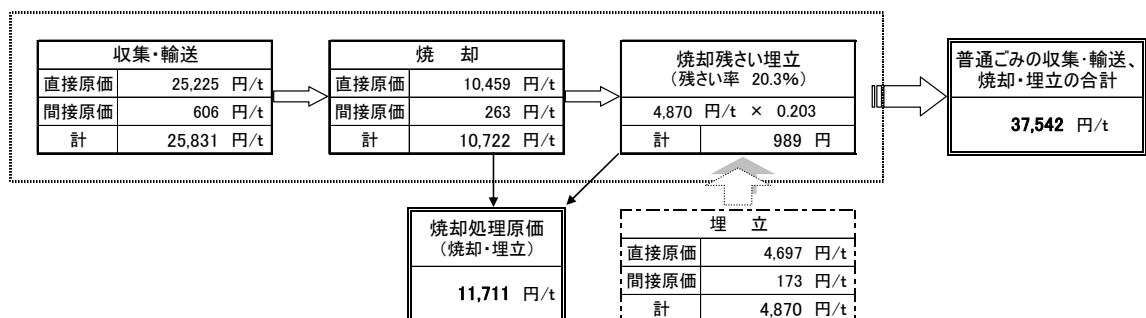 収集・輸送
直接原価 25,225 円/t
間接原価 606 円/t
計 25,831 円/t
焼 却
直接原価 10,459 円/t
間接原価 263 円/t
計 10,722 円/t
焼却残さい埋立
(残さい率 20.3%)
4,870 円/t × 0.203
計 989 円
普通ごみの収集・輸送、
焼却・埋立の合計
37,542 円/t
焼却処理原価
(焼却・埋立)
11,711 円/t
埋 立
直接原価 4,697 円/t
間接原価 173 円/t
計 4,870 円/t